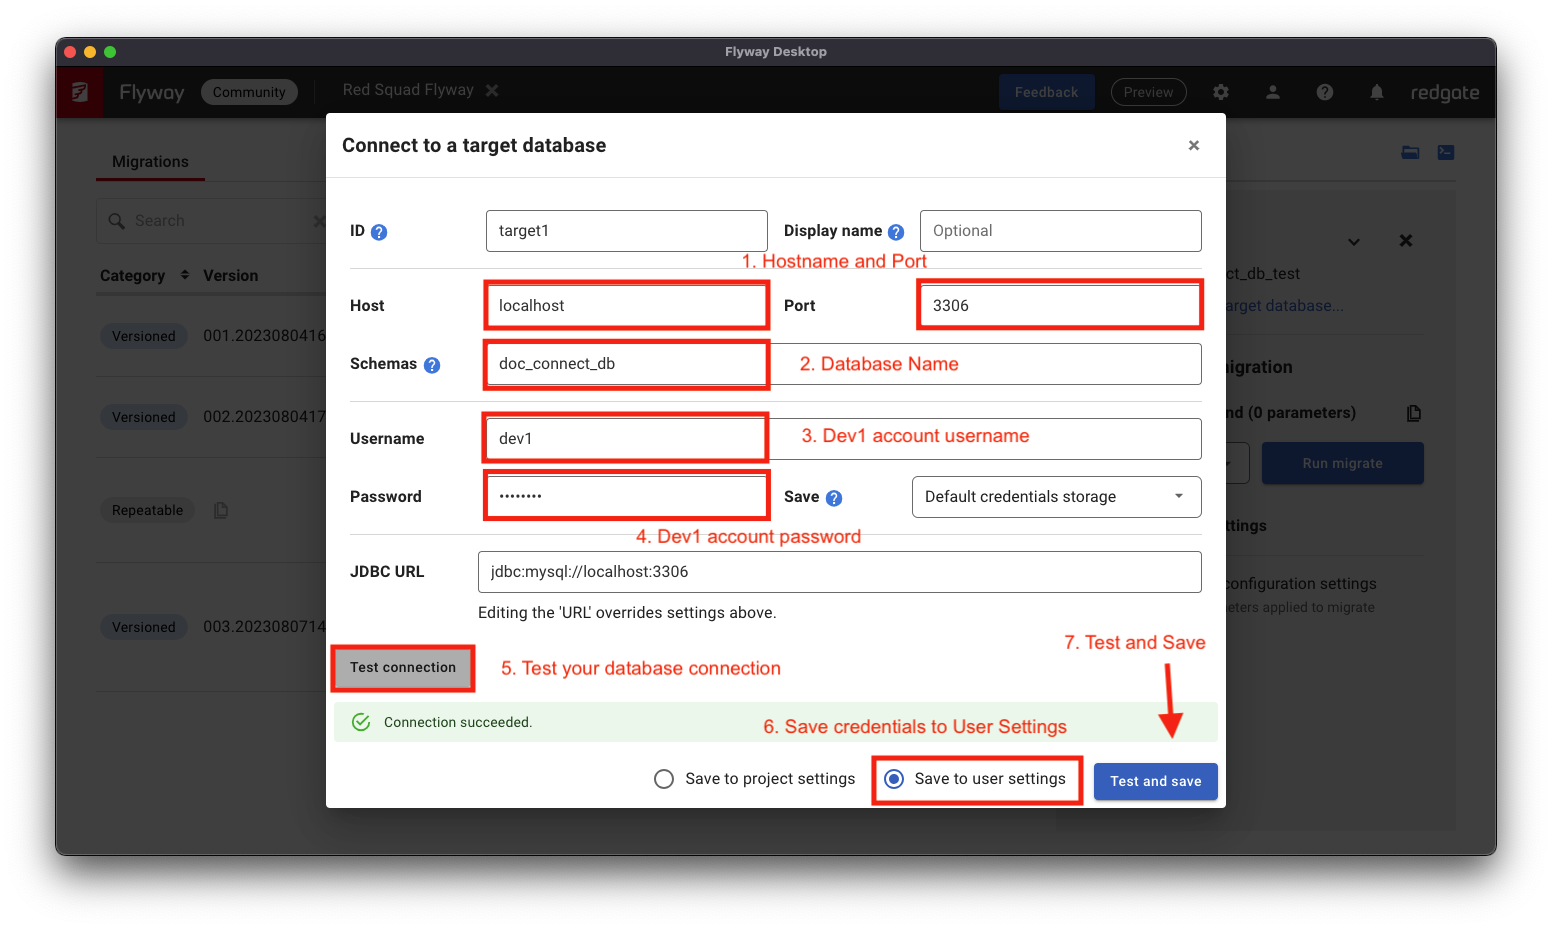 Flyway Desktop
Flyway Community Red Squad Flyway Feedback Preview redgate
Connect to a target database
Migrations
Search
ID target1 Display name Optional
1. Hostname and Port
Category Version
ct_db_test
Host localhost Port 3306
arget database...
Versioned 001.2023080416
Schemas doc_connect_db 2. Database Name
igration
Versioned 002.2023080417
nd (0 parameters)
Username dev1 3. Dev1 account username
Run migrate
Password •••••••• Save Default credentials storage
Repeatable
ttings
4. Dev1 account password
JDBC URL jdbc:mysql://localhost:3306
configuration settings
eters applied to migrate
Editing the 'URL' overrides settings above.
Versioned 003.2023080714
7. Test and Save
Test connection 5. Test your database connection
Connection succeeded. 6. Save credentials to User Settings
Save to project settings Save to user settings Test and save